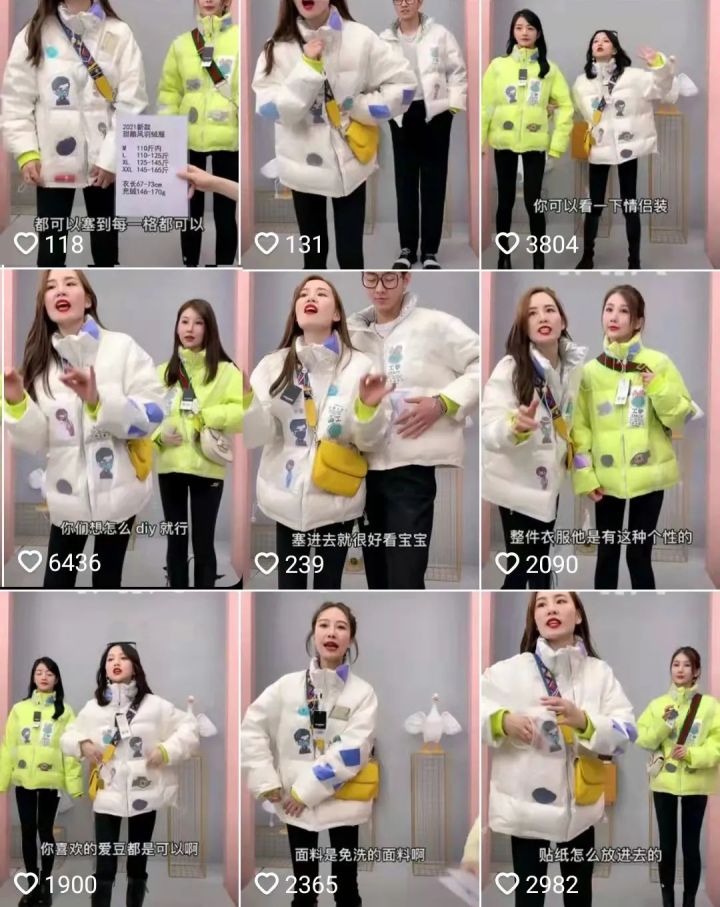 2021新款
甜酷风羽绒服
M 110斤内
L 110-125斤
XL 125-145斤
XXL 145-165斤
衣长67-73cm
充绒146-170g
都可以塞到每一格都可以
118
131
你可以看一下情侣装
3804
你们想怎么 diy 就行
6436
塞进去就很好看宝宝
239
整件衣服他是有这种个性的
2090
你喜欢的爱豆都是可以啊
1900
面料是免洗的面料啊
2365
贴纸怎么放进去的
2982